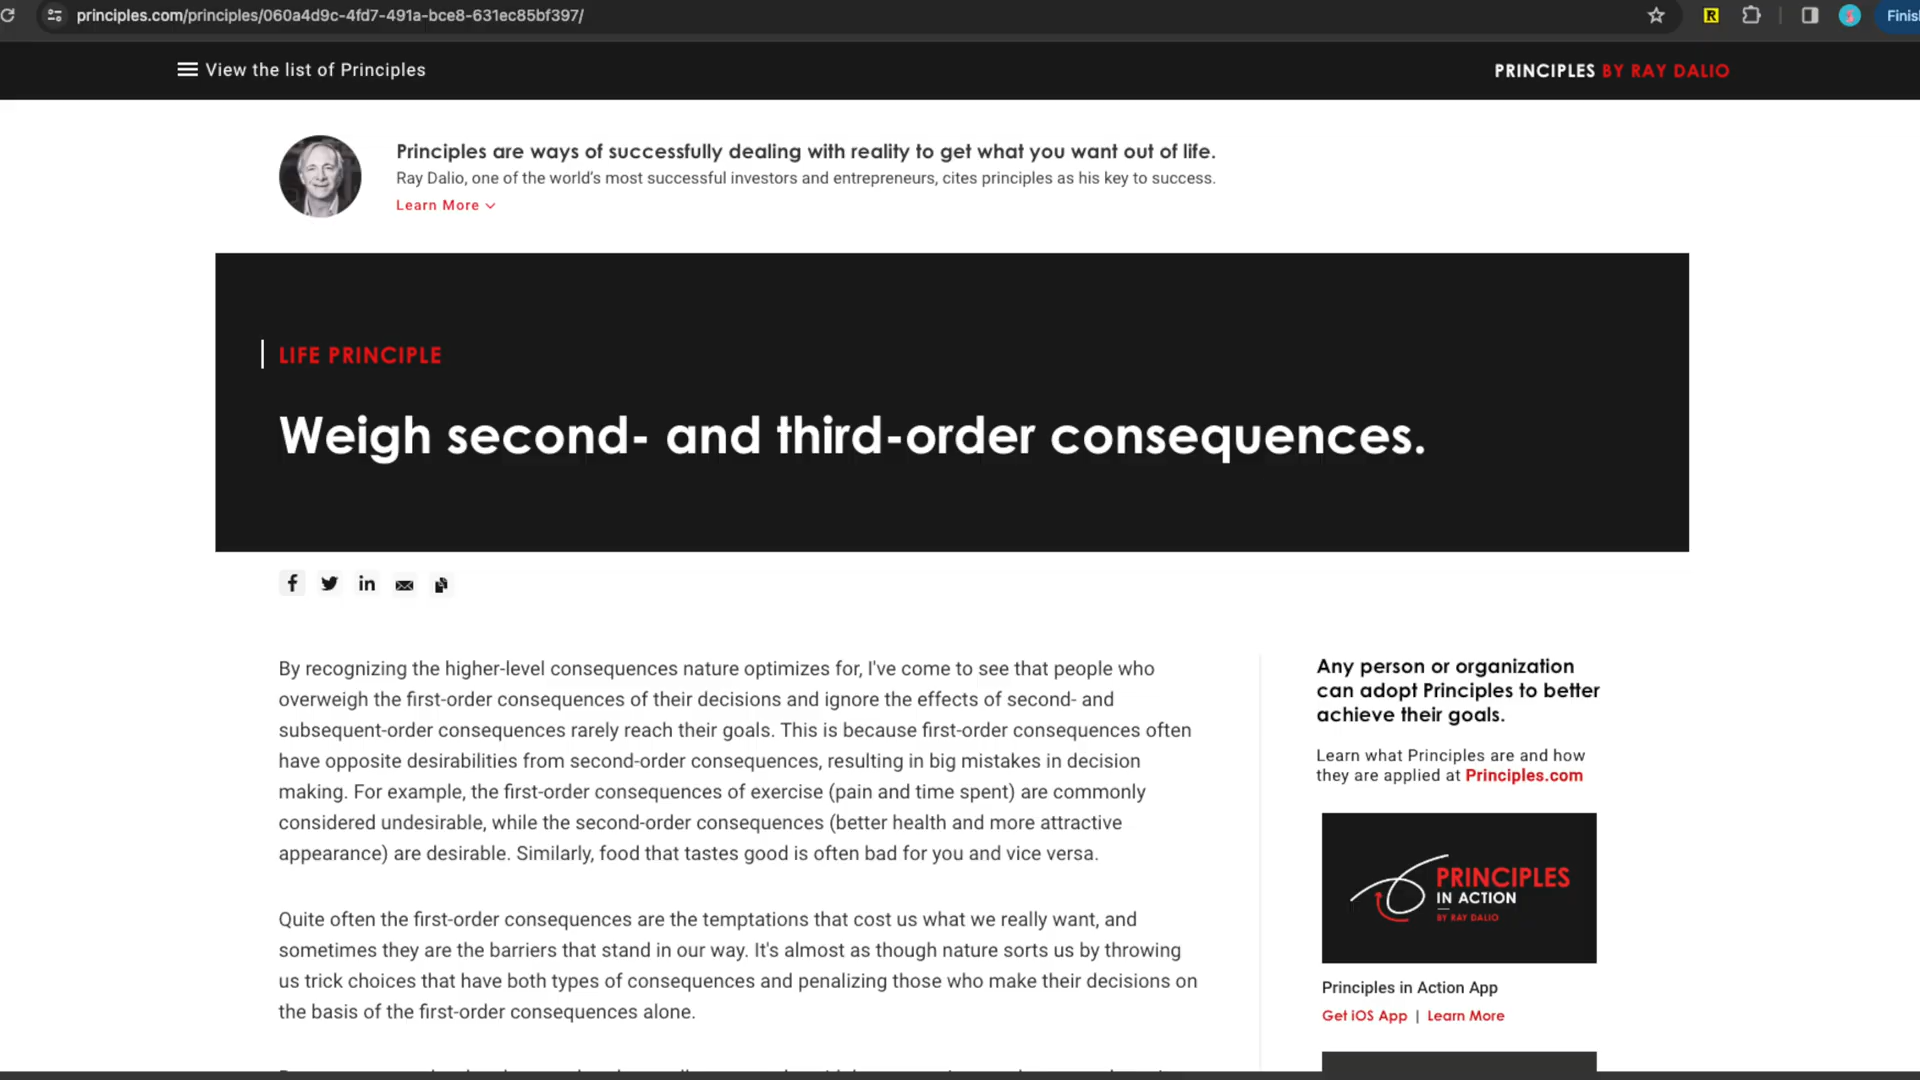 principles.com/principles/060a4d9c-4fd7-491a-bce8-631ec85bf397/
R
View the list of Principles
PRINCIPLES BY RAY DALIO
Principles are ways of successfully dealing with reality to get what you want out of life.
Ray Dalio, one of the world's most successful investors and entrepreneurs, cites principles as his key to success.
Learn More
LIFE PRINCIPLE
Weigh second- and third-order consequences.
By recognizing the higher-level consequences nature optimizes for, I've come to see that people who
overweigh the first-order consequences of their decisions and ignore the effects of second- and
subsequent-order consequences rarely reach their goals. This is because first-order consequences often
have opposite desirabilities from second-order consequences, resulting in big mistakes in decision
making. For example, the first-order consequences of exercise (pain and time spent) are commonly
considered undesirable, while the second-order consequences (better health and more attractive
appearance) are desirable. Similarly, food that tastes good is often bad for you and vice versa.
Quite often the first-order consequences are the temptations that cost us what we really want, and
sometimes they are the barriers that stand in our way. It's almost as though nature sorts us by throwing
us trick choices that have both types of consequences and penalizing those who make their decisions on
the basis of the first-order consequences alone.
Any person or organization
can adopt Principles to better
achieve their goals.
Learn what Principles are and how
they are applied at Principles.com
PRINCIPLES
IN ACTION
BY RAY DALIO
Principles in Action App
Get iOS App | Learn More